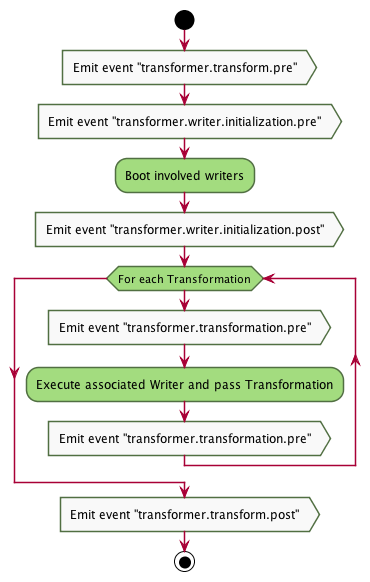 Emit event "transformer.transform.pre"
Emit event "transformer.writer.initialization.pre"
Boot involved writers
Emit event "transformer.writer.initialization.post"
For each Transformation
Emit event "transformer.transformation.pre"
Execute associated Writer and pass Transformation
Emit event "transformer.transformation.pre"
Emit event "transformer.transform.post"